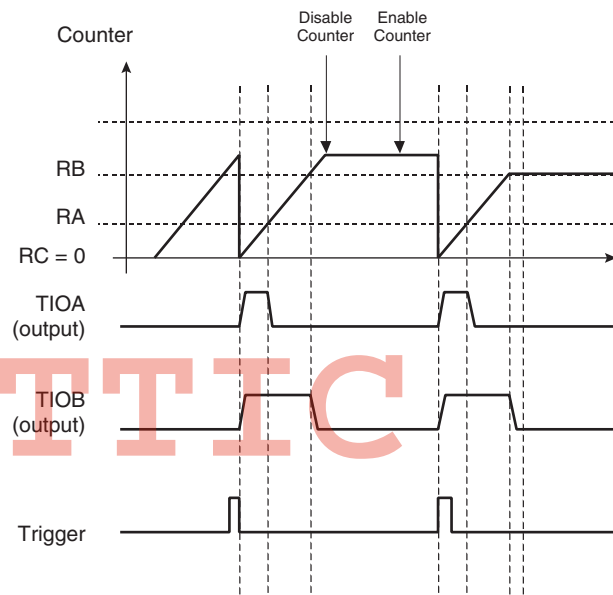 Disable
Counter
Enable
Counter
Counter
RB
RA
RC = 0
TIOA
(output)
TTIC
TIOB
(output)
Trigger